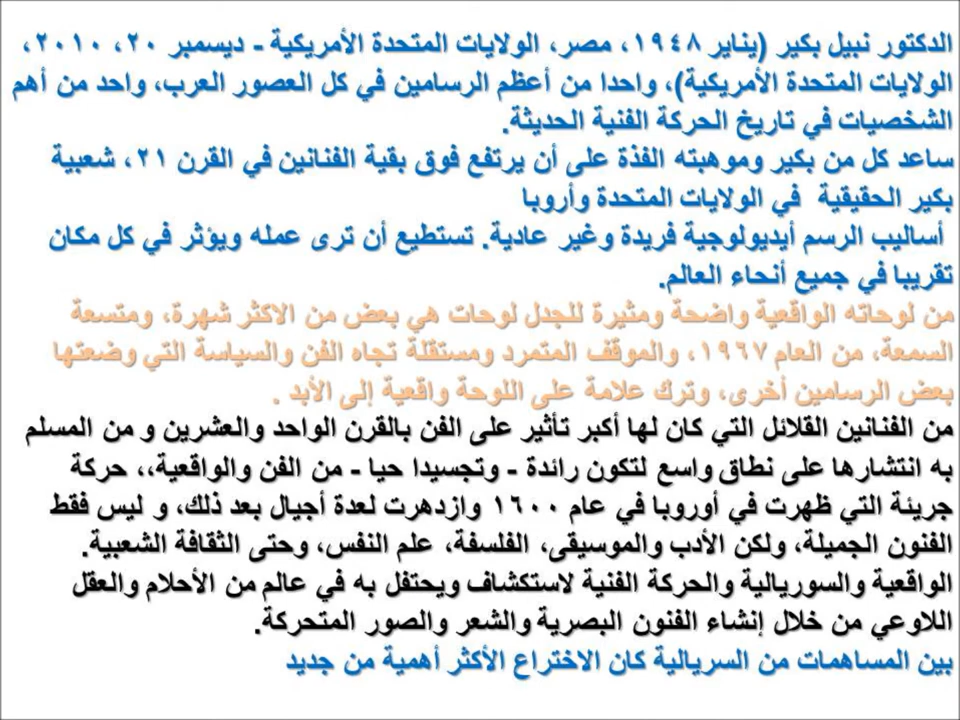 الدكتور نبيل بكير (يناير ١٩٤٨، مصر، الولايات المتحدة الأمريكية - ديسمبر ٢٠، ٢٠١٠،
الولايات المتحدة الأمريكية)، واحدا من أعظم الرسامين في كل العصور العرب، واحد من أهم
الشخصيات في تاريخ الحركة الفنية الحديثة.
ساعد كل من بكير وموهبته الفذة على أن يرتفع فوق بقية الفنانين في القرن ٢١، شعبية
بكير الحقيقية في الولايات المتحدة وأروبا
أساليب الرسم أيديولوجية فريدة وغير عادية. تستطيع أن ترى عمله ويؤثر في كل مكان
تقريبا في جميع أنحاء العالم.
من لوحاته الواقعية واضحة ومثيرة للجدل لوحات هي بعض من الاكثر شهرة، ومتسعة
السمعة، من العام ١٩٦٧، والموقف المتمرد ومستقلة تجاه الفن والسياسة التي وضعتها
بعض الرسامين أخرى، وترك علامة على اللوحة واقعية إلى الأبد .
من الفنانين القلائل التي كان لها أكبر تأثير على الفن بالقرن الواحد والعشرين و من المسلم
به انتشارها على نطاق واسع لتكون رائدة - وتجسيدا حيا - من الفن والواقعية،، حركة
جريئة التي ظهرت في أوروبا في عام ١٦٠٠ وازدهرت لعدة أجيال بعد ذلك، و ليس فقط
الفنون الجميلة، ولكن الأدب والموسيقى، الفلسفة، علم النفس، وحتى الثقافة الشعبية.
الواقعية والسوريالية والحركة الفنية لاستكشاف ويحتفل به في عالم من الأحلام والعقل
اللاوعي من خلال إنشاء الفنون البصرية والشعر والصور المتحركة.
بين المساهمات من السريالية كان الاختراع الأكثر أهمية من جديد